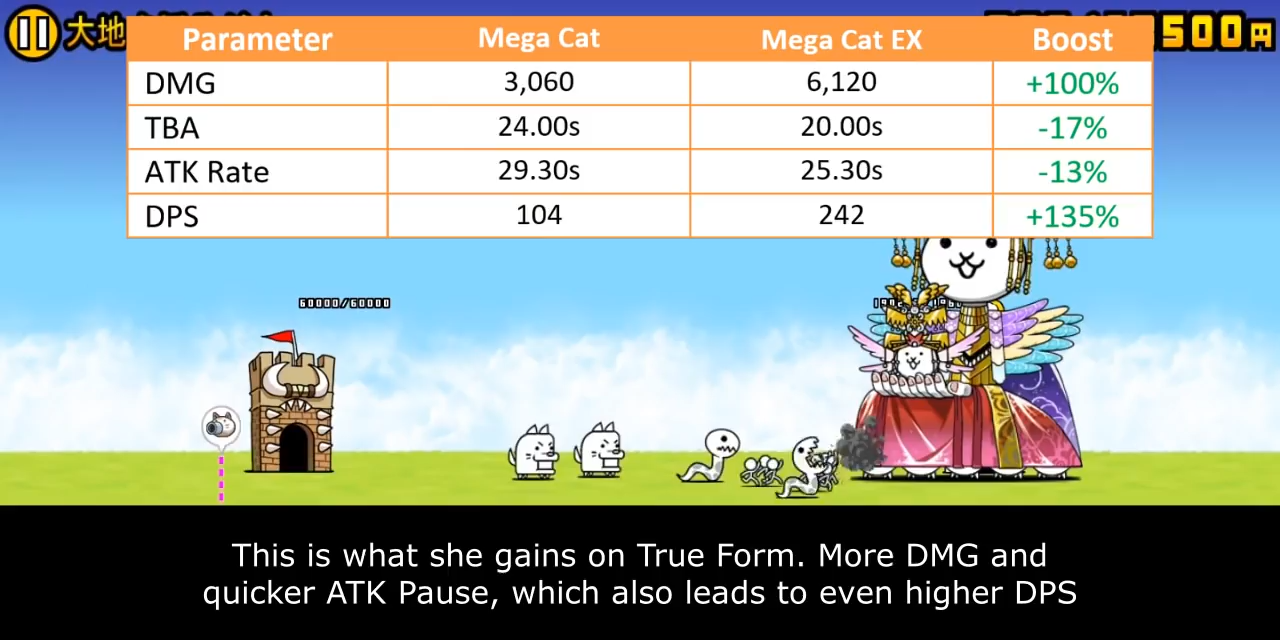 大地
500円
Parameter Mega Cat Mega Cat EX Boost
DMG 3,060 6,120 +100%
TBA 24.00s 20.00s -17%
ATK Rate 29.30s 25.30s -13%
DPS 104 242 +135%
60000/60000
This is what she gains on True Form. More DMG and
quicker ATK Pause, which also leads to even higher DPS